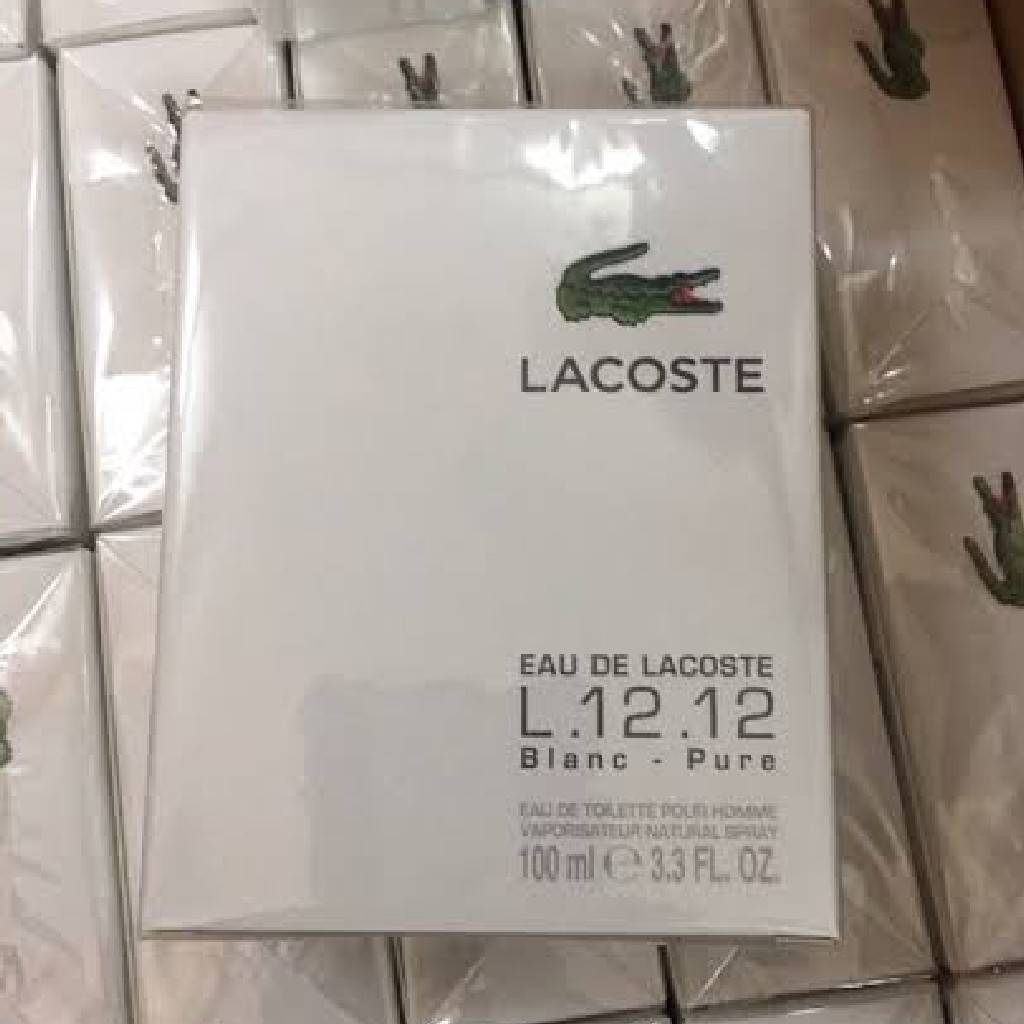 LACOSTE
EAU DE LACOSTE
L.12.12
Blanc - Pure
EAU DE TOILETTE POUR HOMME
VAPORISATEUR NATURAL SPRAY
100 ml ℮ 3.3 FL. OZ.